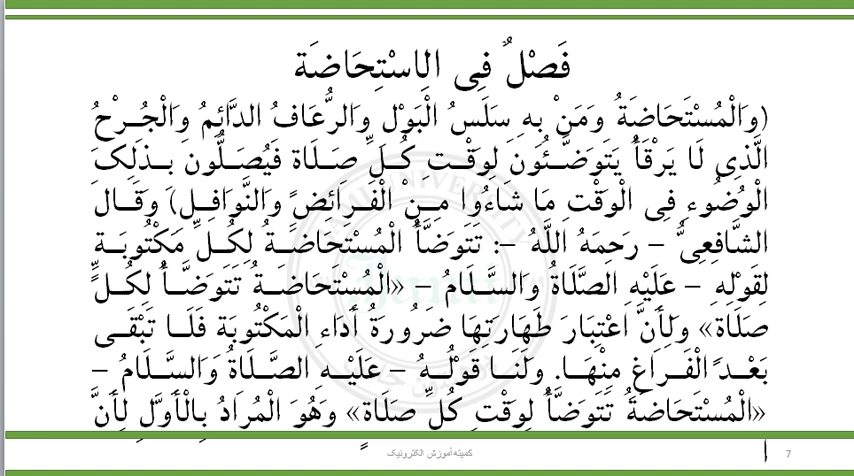 فَصْلٌ فِی الِاسْتِحَاضَة
(وَالْمُسْتَحَاضَةُ وَمَنْ بِهِ سَلَسُ الْبَوْلِ وَالرُّعَافُ الدَّائِمُ وَالْجُرْحُ
الَّذِی لَا یَرْقَأُ یَتَوَضَّئُونَ لِوَقْتِ کُلِّ صَلَاة فَیُصَلُّونَ بِذَلِکَ
الْوُضُوءِ فِی الْوَقْتِ مَا شَاءُوا مِنْ الْفَرَائِضِ وَالنَّوَافِلِ) وَقَالَ
الشَّافِعِیُّ – رَحِمَهُ اللَّهُ –: تَتَوَضَّأُ الْمُسْتَحَاضَةُ لِکُلِّ مَکْتُوبَة
لِقَوْلِهِ – عَلَیْهِ الصَّلَاةُ وَالسَّلَامُ – «الْمُسْتَحَاضَةُ تَتَوَضَّأُ لِکُلِّ
صَلَاة» وَلِأَنَّ اعْتِبَارَ طَهَارَتِهَا ضَرُورَةُ أَدَاءِ الْمَکْتُوبَة فَلَا تَبْقَی
بَعْدَ الْفَرَاغِ مِنْهَا. وَلَنَا قَوْلُهُ – عَلَیْهِ الصَّلَاةُ وَالسَّلَامُ –
«الْمُسْتَحَاضَةُ تَتَوَضَّأُ لِوَقْتِ کُلِّ صَلَاةٍ» وَهُوَ الْمُرَادُ بِالْأَوَّلِ لِأَنَّ
کمیته آموزش الکترونیک
7